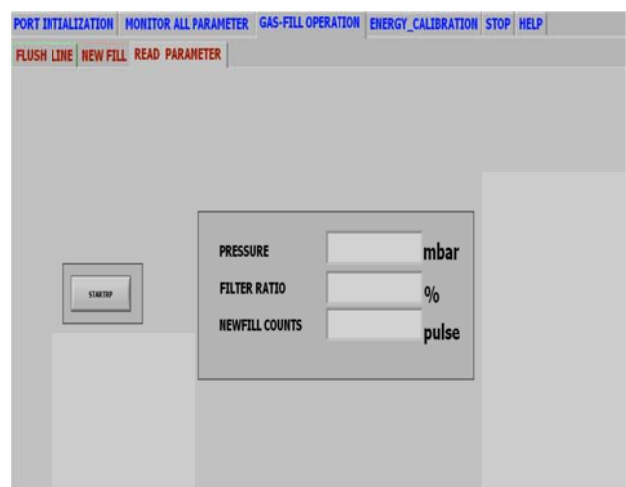 PORT INTIALIZATION MONITOR ALL PARAMETER GAS-FILL OPERATION ENERGY_CALIBRATION STOP HELP
FLUSH LINE NEW FILL READ PARAMETER
PRESSURE mbar
STARTRP
FILTER RATIO %
NEWFILL COUNTS pulse